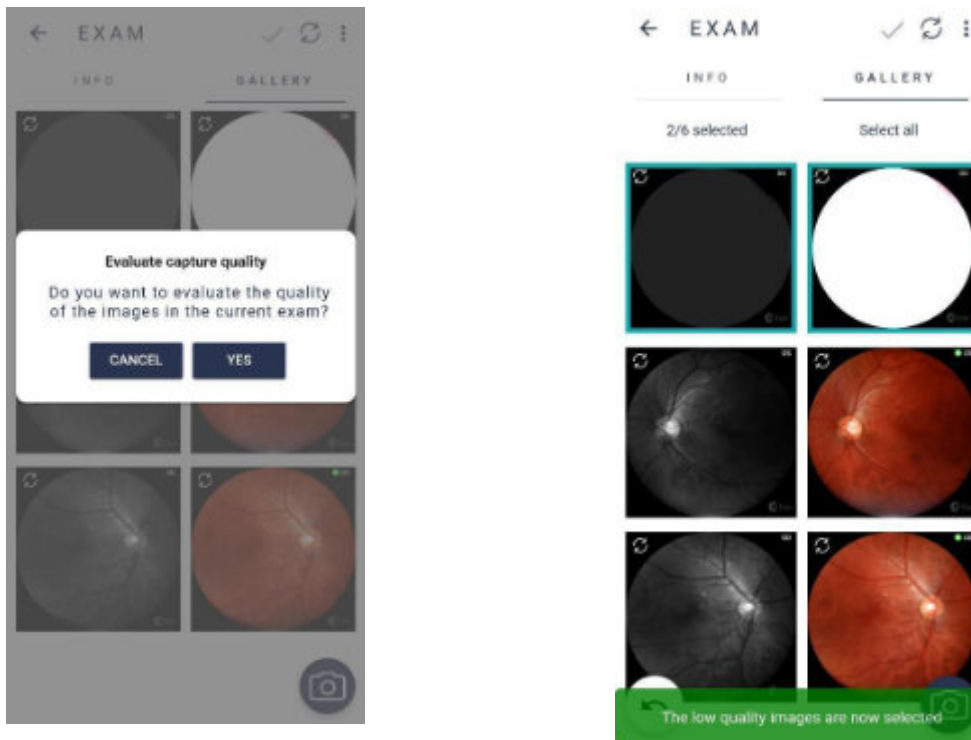 EXAM
INFO GALLERY
Evaluate capture quality
Do you want to evaluate the quality
of the images in the current exam?
CANCEL YES
EXAM
INFO GALLERY
2/6 selected Select all
The low quality images are now selected